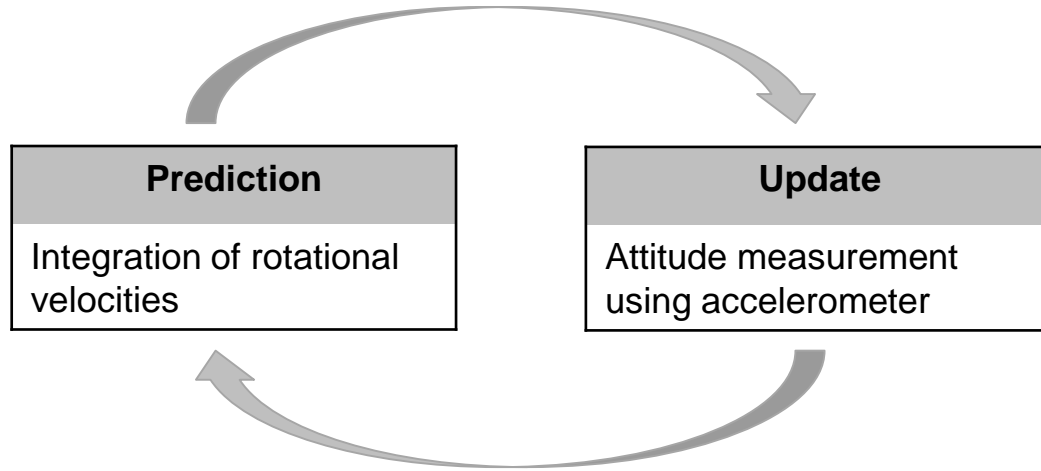 Prediction
Integration of rotational
velocities
Update
Attitude measurement
using accelerometer